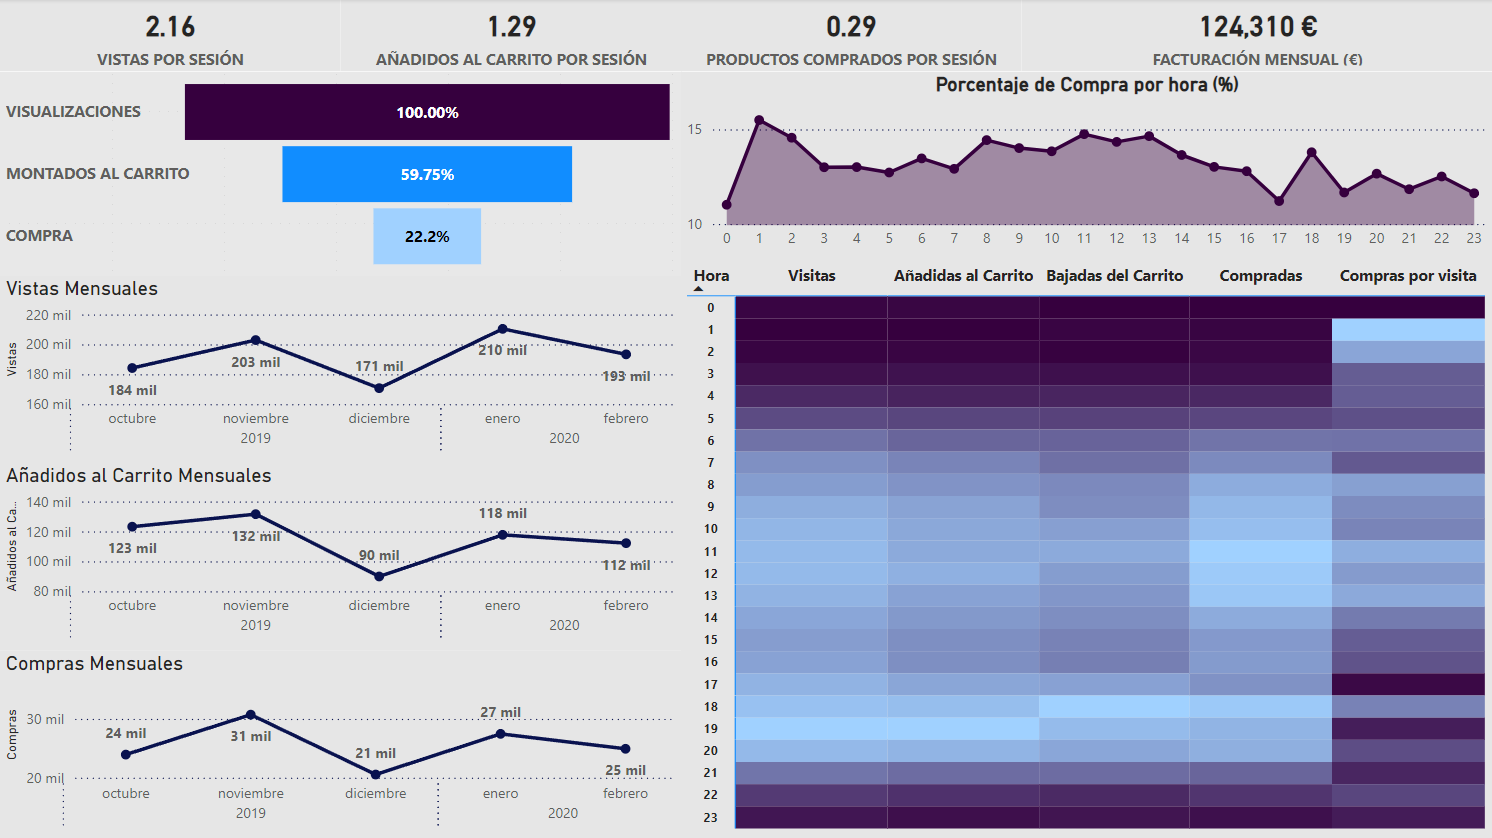 2.16
VISTAS POR SESIÓN
1.29
AÑADIDOS AL CARRITO POR SESIÓN
0.29
PRODUCTOS COMPRADOS POR SESIÓN
124,310 €
FACTURACIÓN MENSUAL (€)
VISUALIZACIONES
100.00%
MONTADOS AL CARRITO
59.75%
COMPRA
22.2%
Vistas Mensuales
Vistas
220 mil
200 mil
180 mil
160 mil
184 mil
203 mil
171 mil
210 mil
193 mil
octubre noviembre diciembre enero febrero
2019 2020
Añadidos al Carrito Mensuales
Añadidos al Ca...
140 mil
120 mil
100 mil
80 mil
123 mil
132 mil
90 mil
118 mil
112 mil
octubre noviembre diciembre enero febrero
2019 2020
Compras Mensuales
Compras
30 mil
20 mil
24 mil
31 mil
21 mil
27 mil
25 mil
octubre noviembre diciembre enero febrero
2019 2020
Porcentaje de Compra por hora (%)
15
10
0 1 2 3 4 5 6 7 8 9 10 11 12 13 14 15 16 17 18 19 20 21 22 23
Hora Visitas Añadidas al Carrito Bajadas del Carrito Compradas Compras por visita
0
1
2
3
4
5
6
7
8
9
10
11
12
13
14
15
16
17
18
19
20
21
22
23